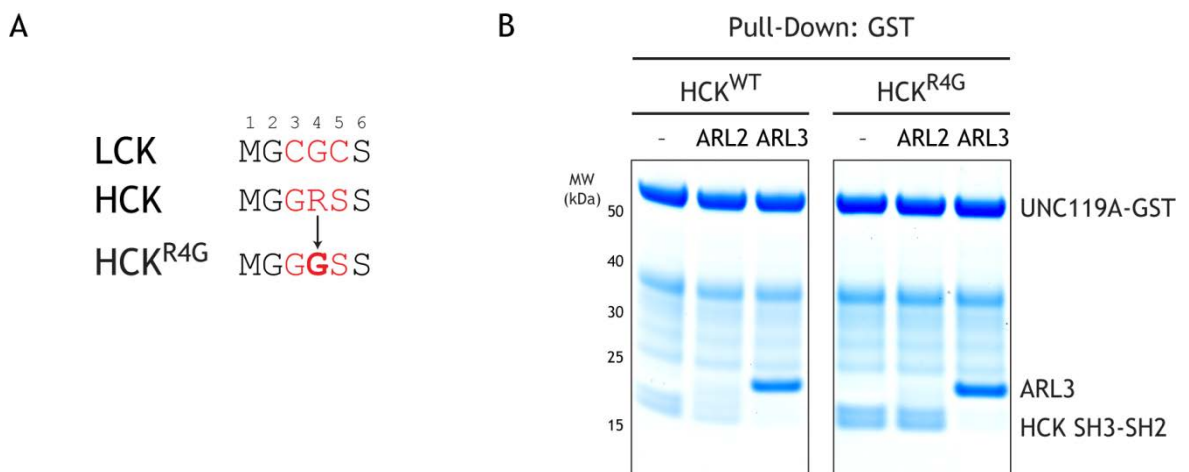 A
1 2 3 4 5 6
LCK MGCGCS
HCK MGGRSS
HCK^R4G MGGGSS
B
Pull-Down: GST
HCK^WT HCK^R4G
- ARL2 ARL3 - ARL2 ARL3
MW
(kDa)
50
40
30
25
15
UNC119A-GST
ARL3
HCK SH3-SH2